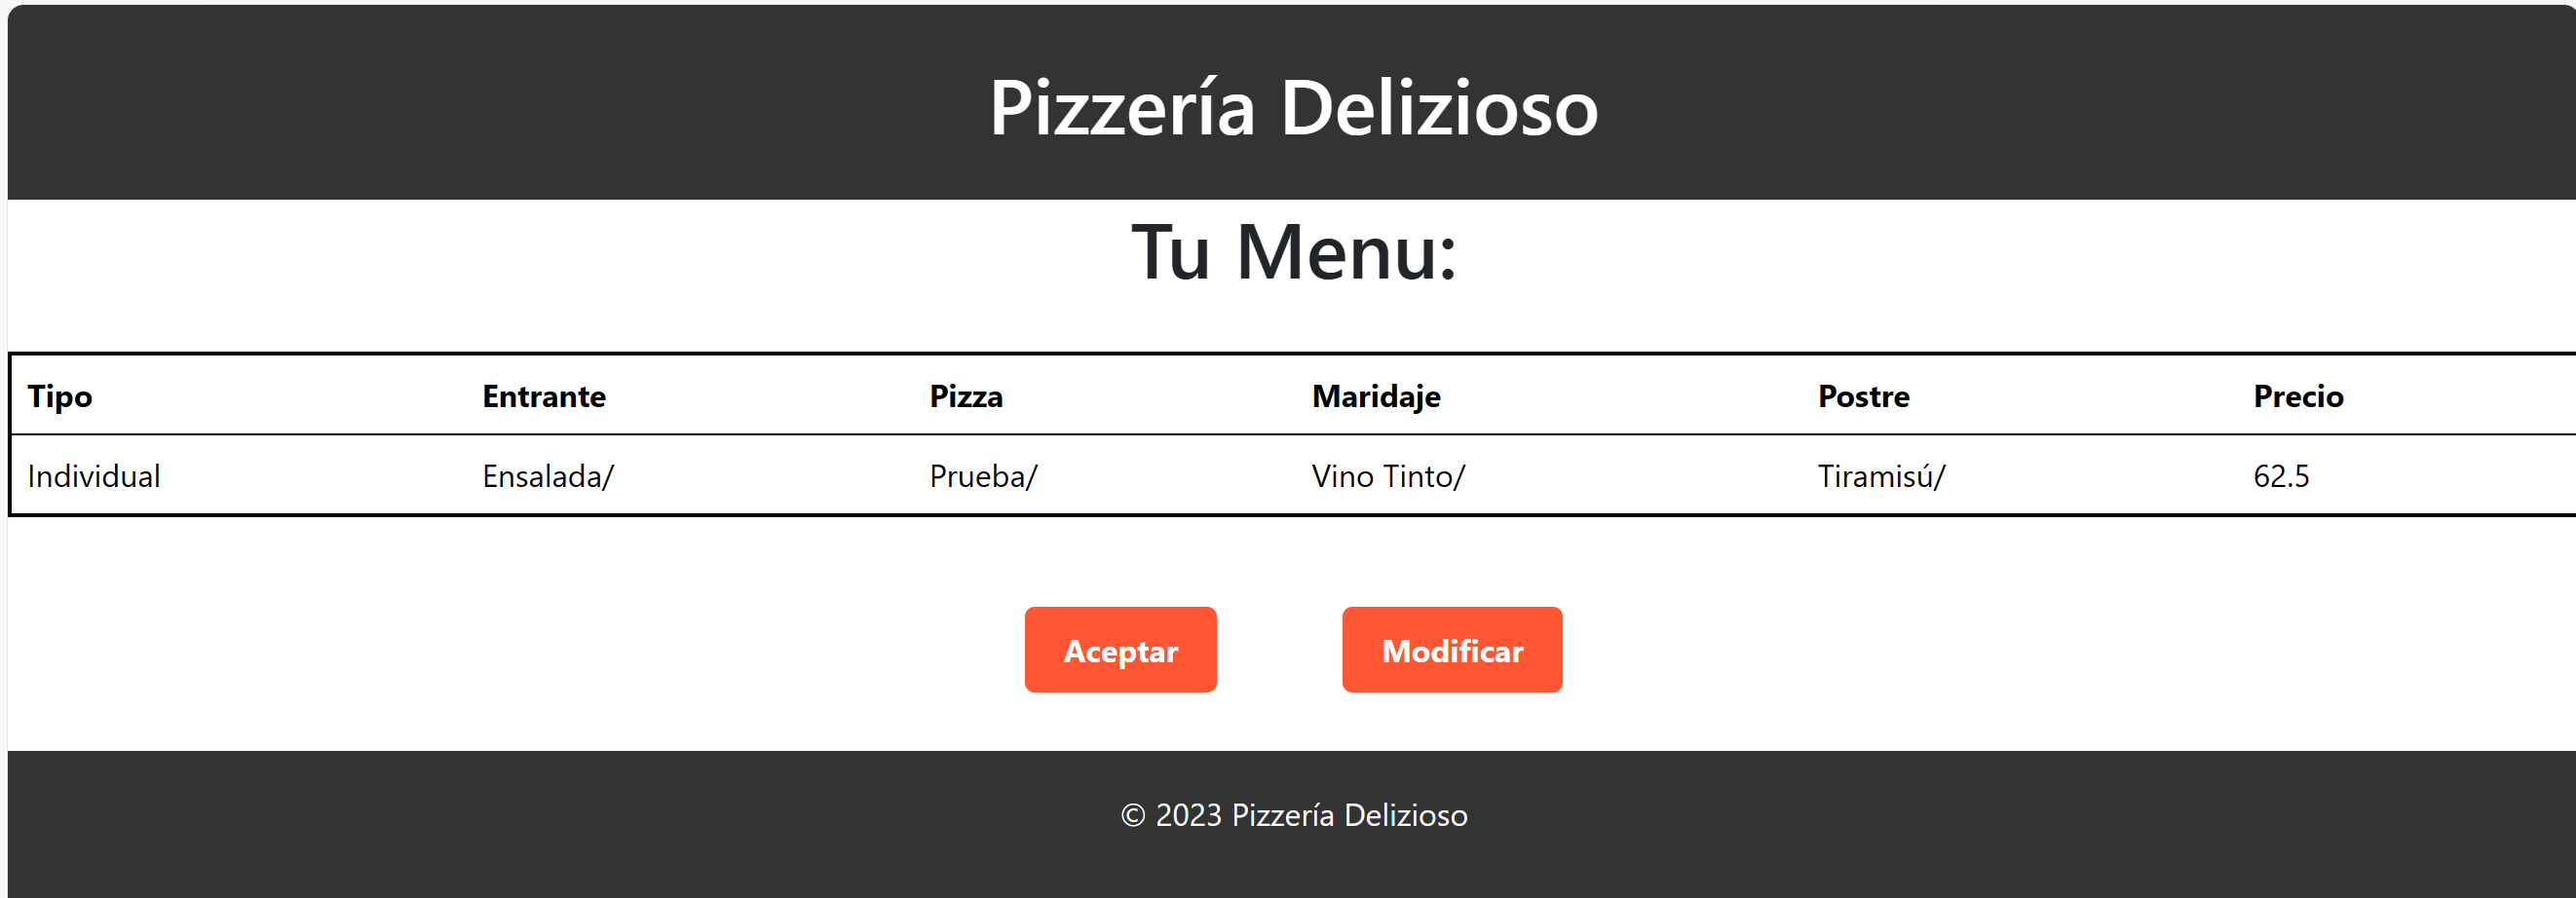 Pizzería Delizioso
Tu Menu:
Tipo Entrante Pizza Maridaje Postre Precio
Individual Ensalada/ Prueba/ Vino Tinto/ Tiramisú/ 62.5
Aceptar Modificar
© 2023 Pizzería Delizioso